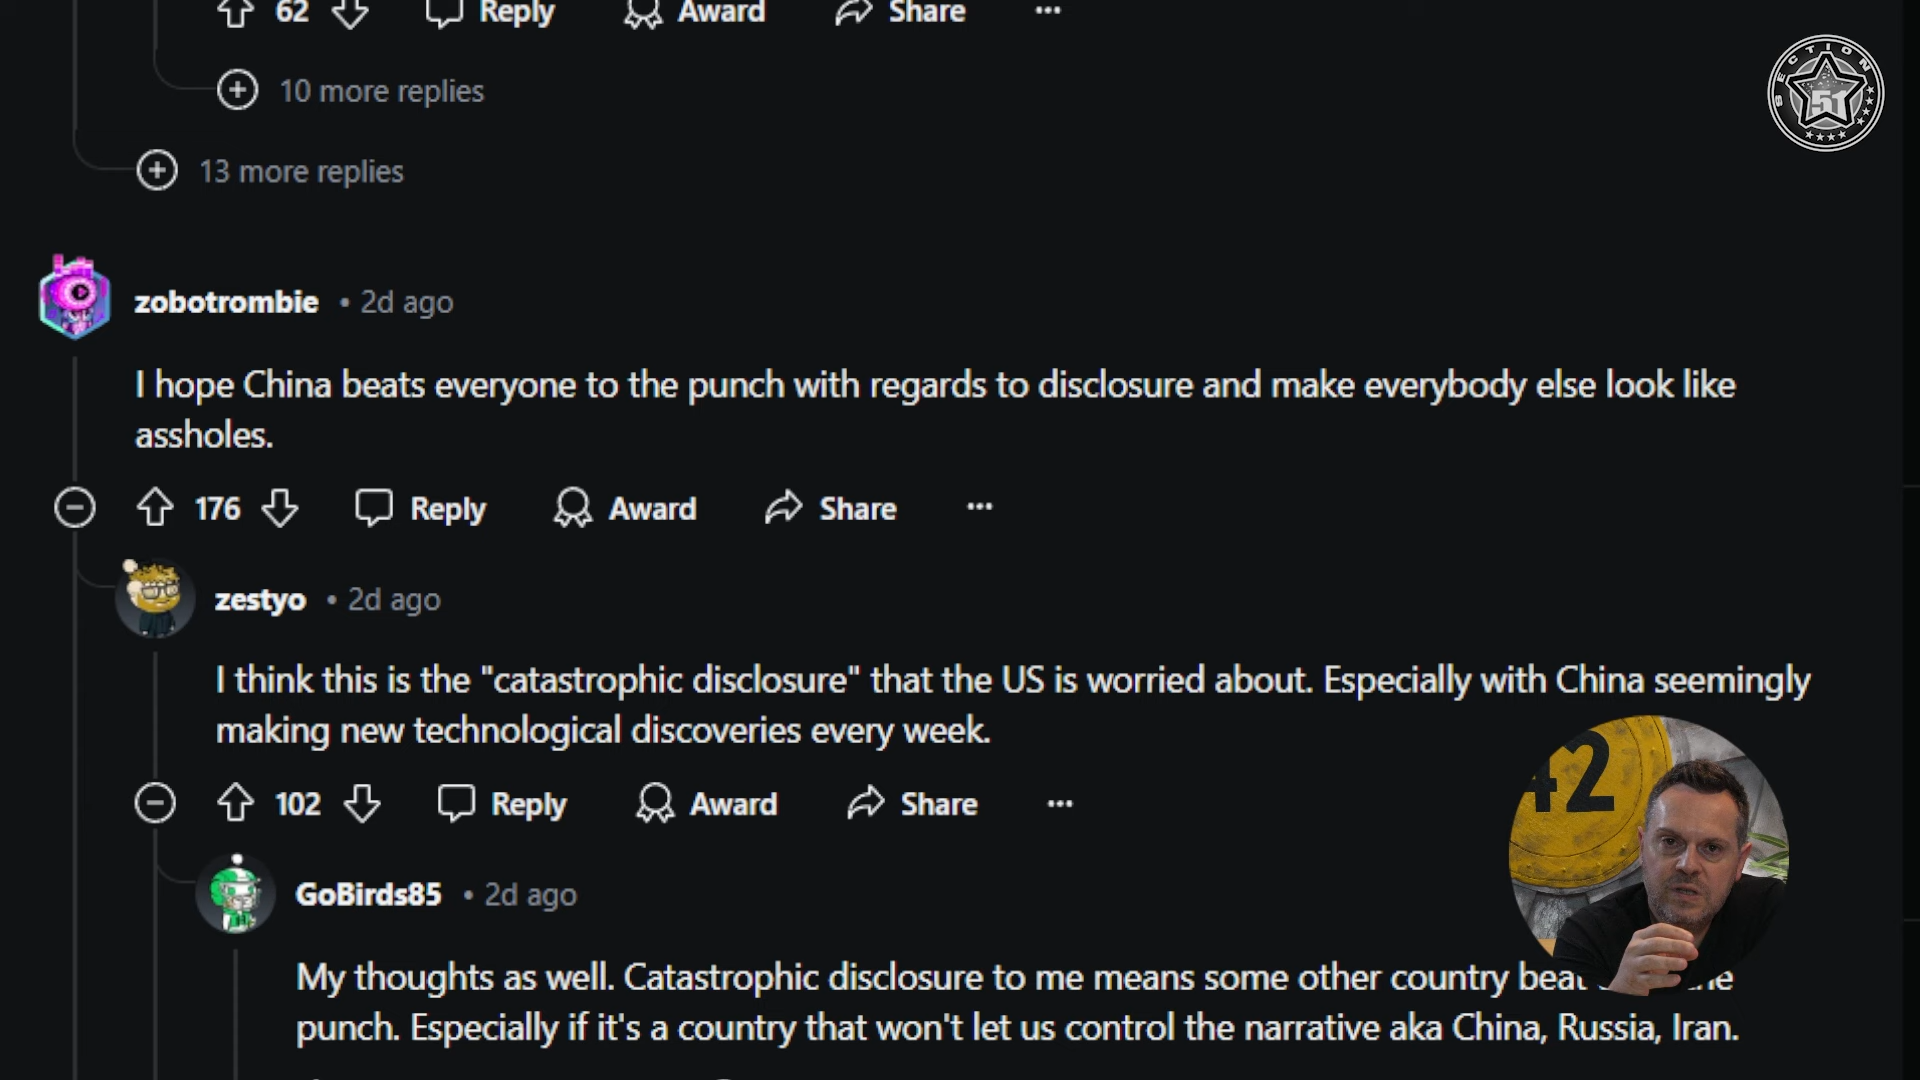 62 Reply Award Share
10 more replies
13 more replies
SECTION
51
zobotrombie • 2d ago
I hope China beats everyone to the punch with regards to disclosure and make everybody else look like
assholes.
176 Reply Award Share
zestyo • 2d ago
I think this is the "catastrophic disclosure" that the US is worried about. Especially with China seemingly
making new technological discoveries every week.
102 Reply Award Share
42
GoBirds85 • 2d ago
My thoughts as well. Catastrophic disclosure to me means some other country beat
punch. Especially if it's a country that won't let us control the narrative aka China, Russia, Iran.